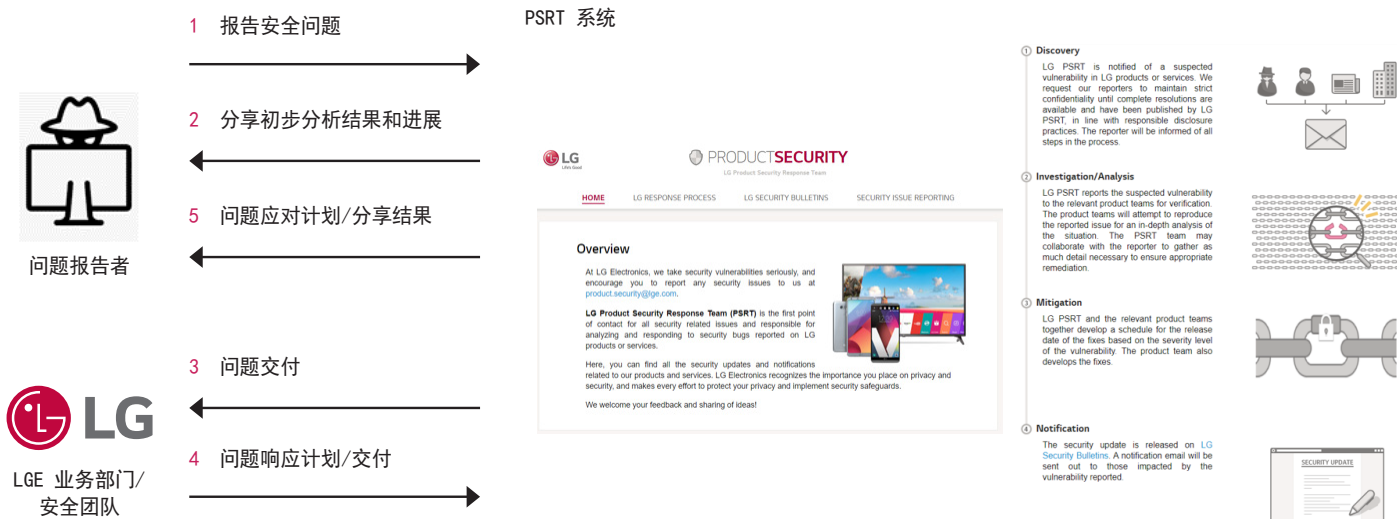 1 报告安全问题
2 分享初步分析结果和进展
5 问题应对计划/分享结果
问题报告者
3 问题交付
LG
4 问题响应计划/交付
LGE 业务部门/
安全团队
PSRT 系统
LG
Life's Good
PRODUCTSECURITY
LG Product Security Response Team
HOME LG RESPONSE PROCESS LG SECURITY BULLETINS SECURITY ISSUE REPORTING
Overview
At LG Electronics, we take security vulnerabilities seriously, and
encourage you to report any security issues to us at
product.security@lge.com.
LG Product Security Response Team (PSRT) is the first point
of contact for all security related issues and responsible for
analyzing and responding to security bugs reported on LG
products or services.
Here, you can find all the security updates and notifications
related to our products and services. LG Electronics recognizes the importance you place on privacy and
security, and makes every effort to protect your privacy and implement security safeguards.
We welcome your feedback and sharing of ideas!
1 Discovery
LG PSRT is notified of a suspected
vulnerability in LG products or services. We
request our reporters to maintain strict
confidentiality until complete resolutions are
available and have been published by LG
PSRT, in line with responsible disclosure
practices. The reporter will be informed of all
steps in the process.
2 Investigation/Analysis
LG PSRT reports the suspected vulnerability
to the relevant product teams for verification.
The product teams will attempt to reproduce
the reported issue for an in-depth analysis of
the situation. The PSRT team may
collaborate with the reporter to gather as
much detail necessary to ensure appropriate
remediation.
3 Mitigation
LG PSRT and the relevant product teams
together develop a schedule for the release
date of the fixes based on the severity level
of the vulnerability. The product team also
develops the fixes.
4 Notification
The security update is released on LG
Security Bulletins. A notification email will be
sent out to those impacted by the
vulnerability reported.
SECURITY UPDATE